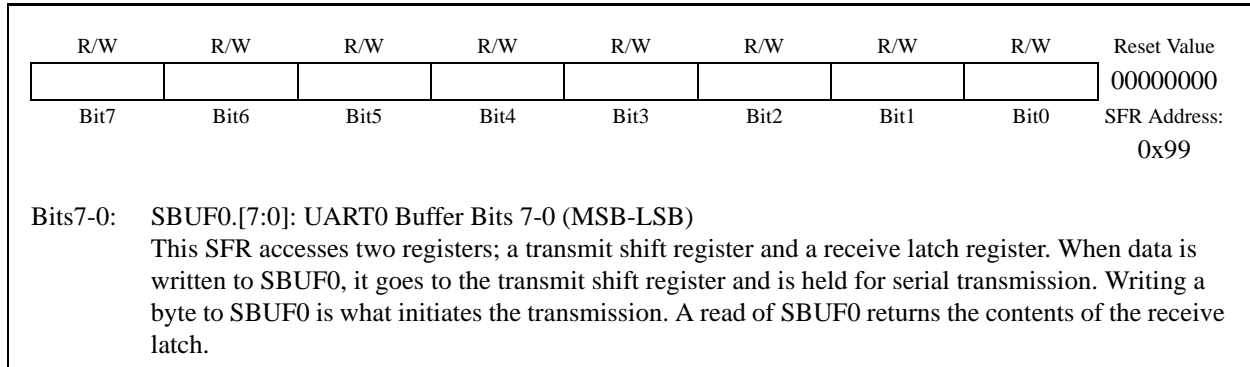 R/W R/W R/W R/W R/W R/W R/W R/W Reset Value
00000000
Bit7 Bit6 Bit5 Bit4 Bit3 Bit2 Bit1 Bit0 SFR Address:
0x99
Bits7-0: SBUF0.[7:0]: UART0 Buffer Bits 7-0 (MSB-LSB)
This SFR accesses two registers; a transmit shift register and a receive latch register. When data is
written to SBUF0, it goes to the transmit shift register and is held for serial transmission. Writing a
byte to SBUF0 is what initiates the transmission. A read of SBUF0 returns the contents of the receive
latch.